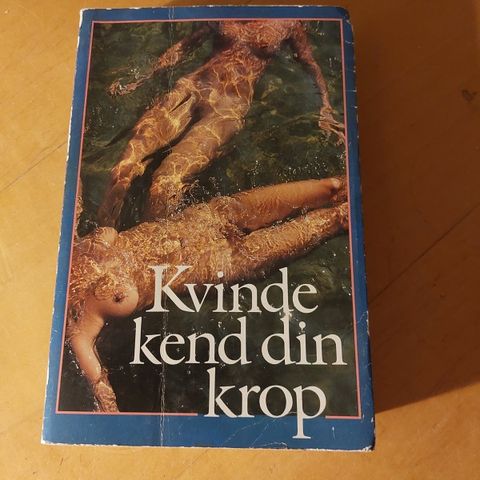 Kvinde
kend din
krop